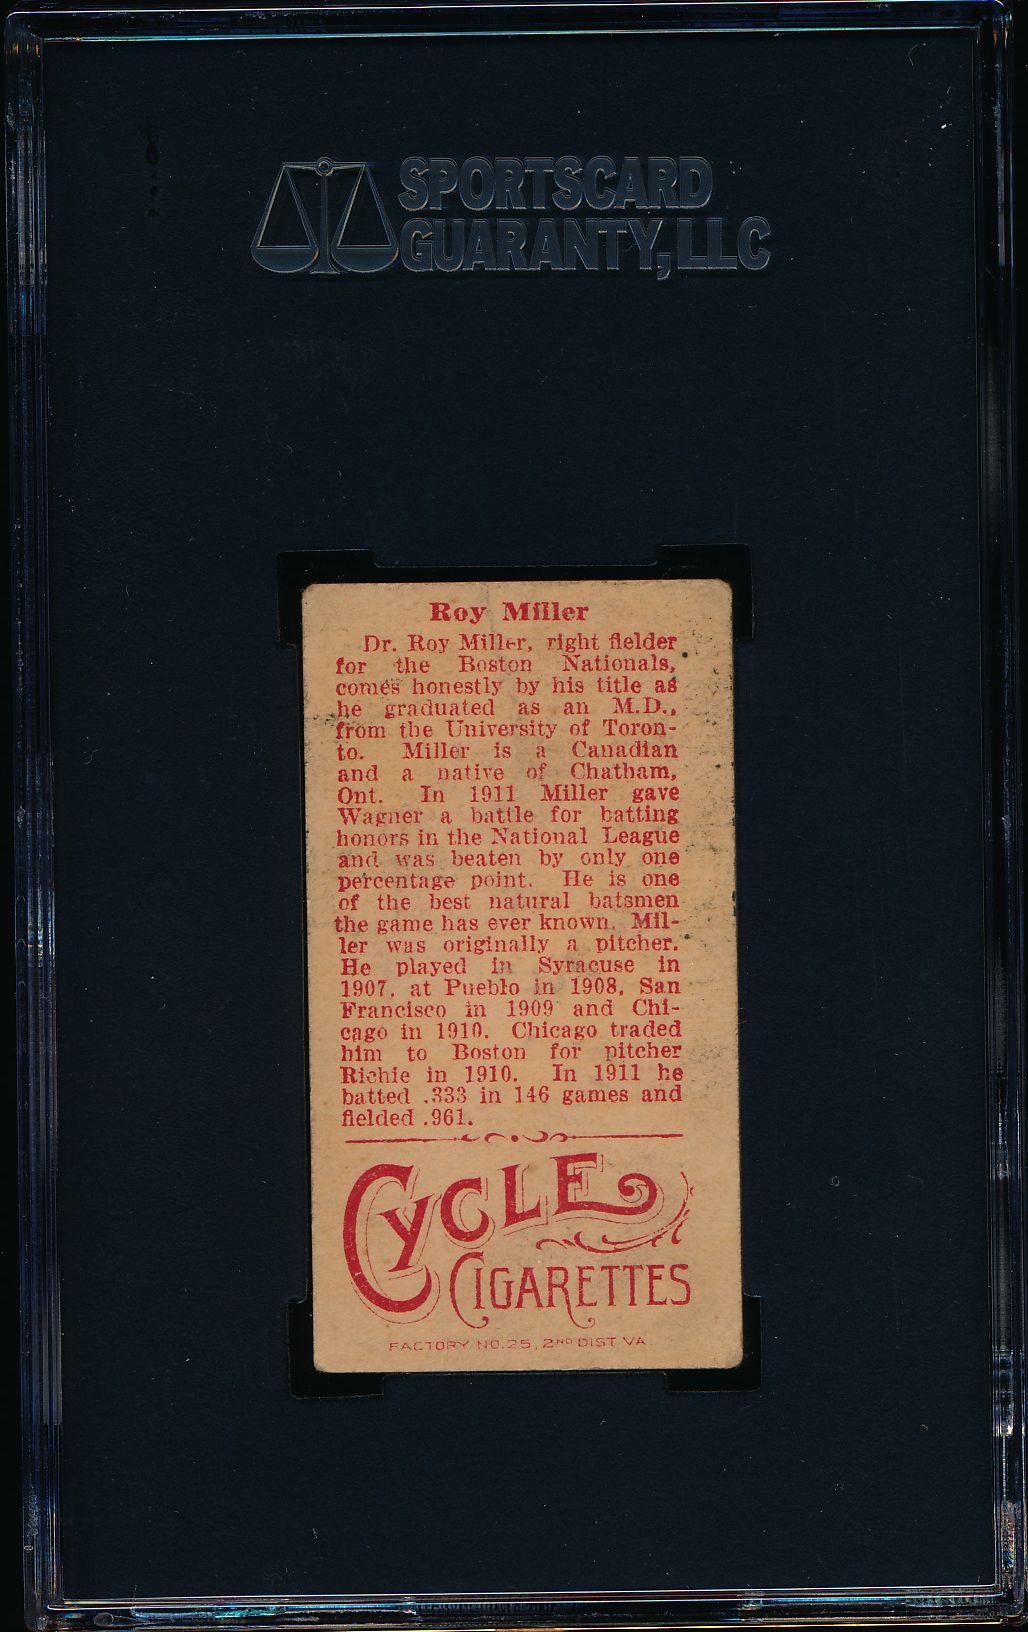 SPORTSCARD
GUARANTY, LLC
Roy Miller
Dr. Roy Miller, right fielder
for the Boston Nationals,
comes honestly by his title as
he graduated as an M.D.,
from the University of Toron-
to. Miller is a Canadian
and a native of Chatham,
Ont. In 1911 Miller gave
Wagner a battle for batting
honors in the National League
and was beaten by only one
percentage point. He is one
of the best natural batsmen
the game has ever known. Mil-
ler was originally a pitcher.
He played in Syracuse in
1907, at Pueblo in 1908, San
Francisco in 1909 and Chi-
cago in 1910. Chicago traded
him to Boston for pitcher
Richie in 1910. In 1911 he
batted .333 in 146 games and
fielded .961.
CYCLE
CIGARETTES
FACTORY NO. 25, 2ND DIST VA.